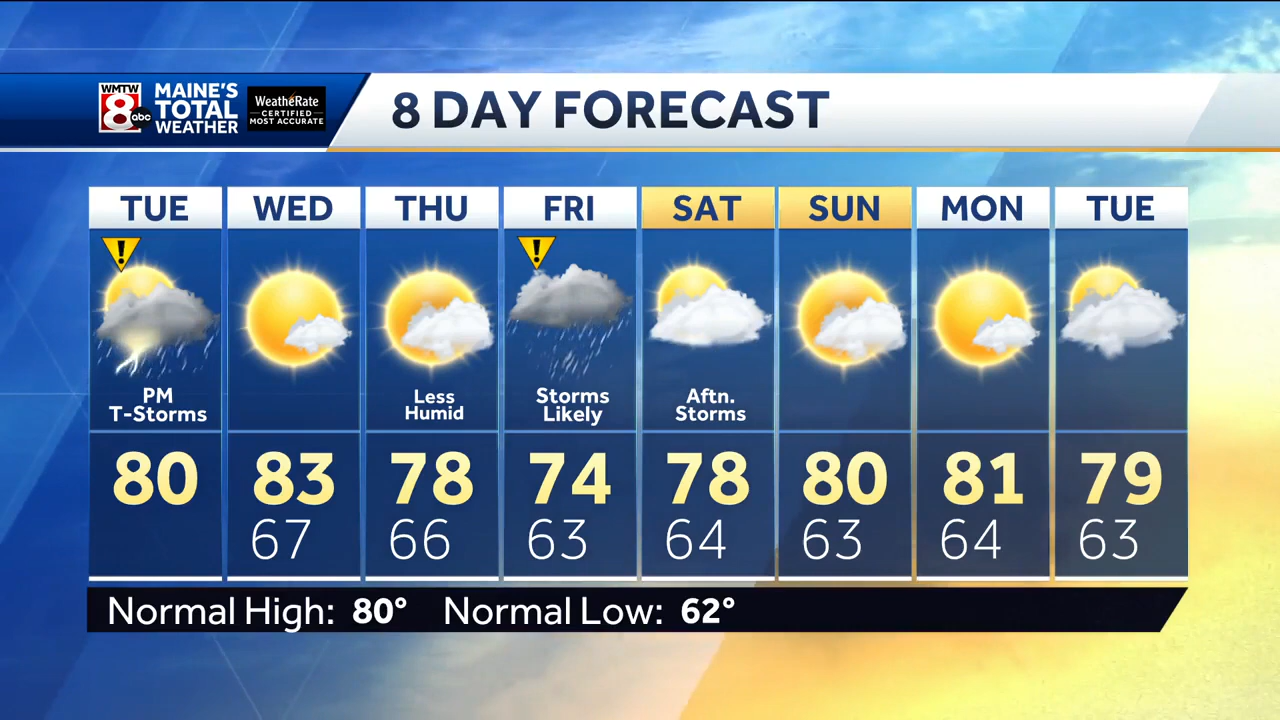 WMTW
8
abc
MAINE'S
TOTAL
WEATHER
WeatheRate
CERTIFIED
MOST ACCURATE
8 DAY FORECAST
TUE WED THU FRI SAT SUN MON TUE
! !
PM
T-Storms
Less
Humid
Storms
Likely
Aftn.
Storms
80 83 78 74 78 80 81 79
67 66 63 64 63 64 63
Normal High: 80° Normal Low: 62°